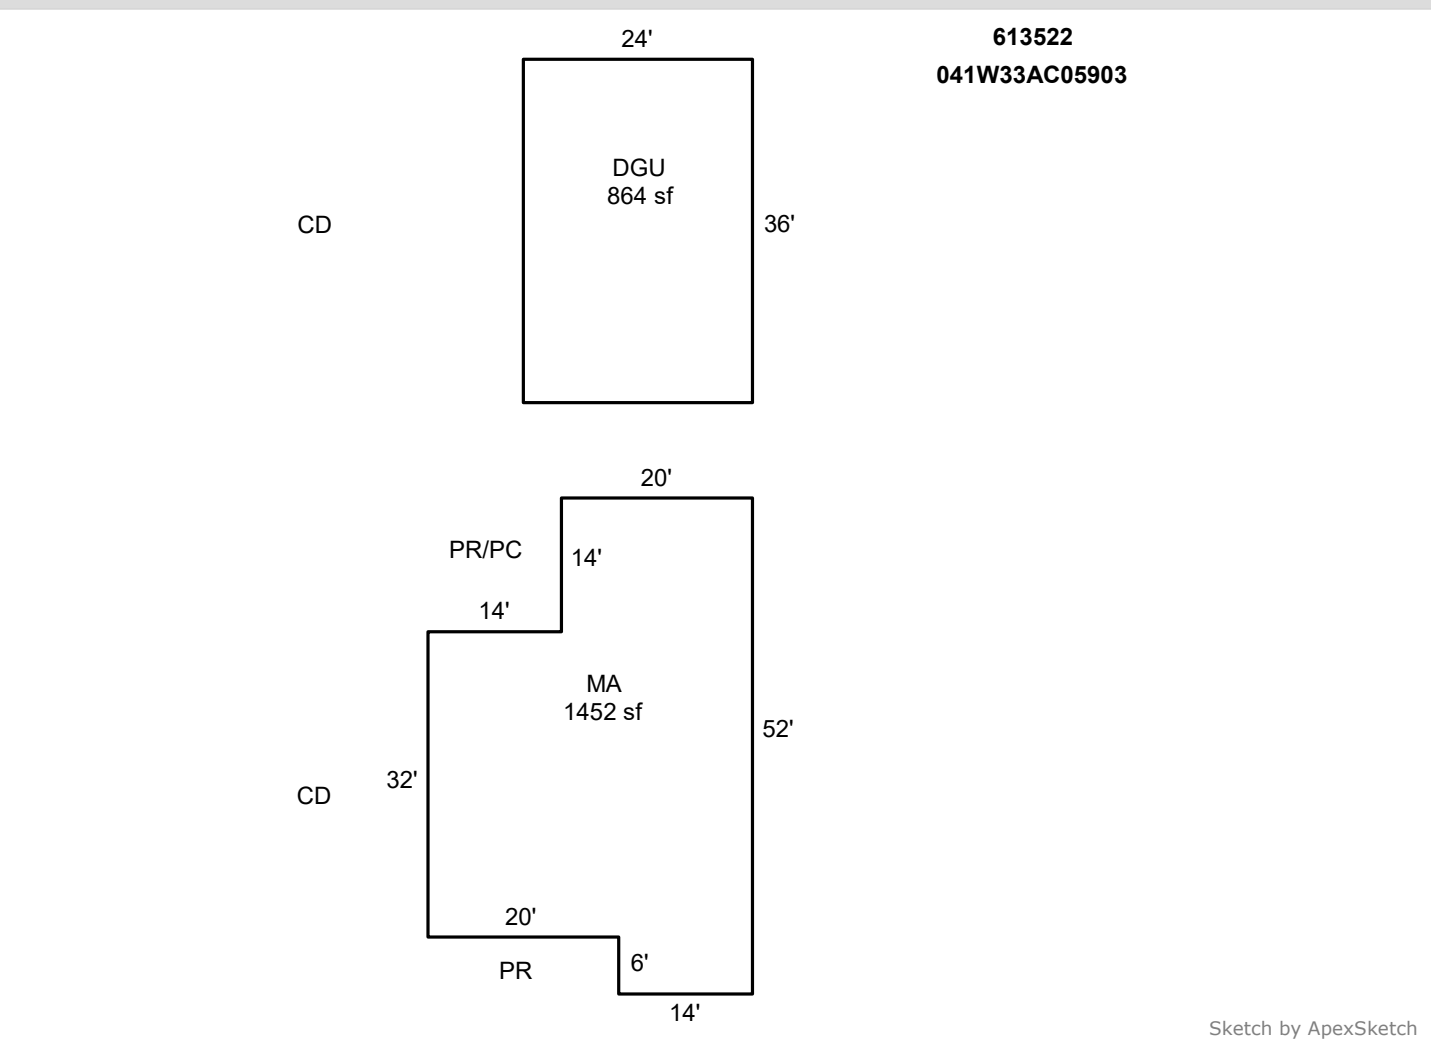 24'
613522
041W33AC05903
DGU
864 sf
CD
36'
20'
PR/PC
14'
14'
MA
1452 sf
52'
32'
CD
20'
6'
PR
14'
Sketch by ApexSketch